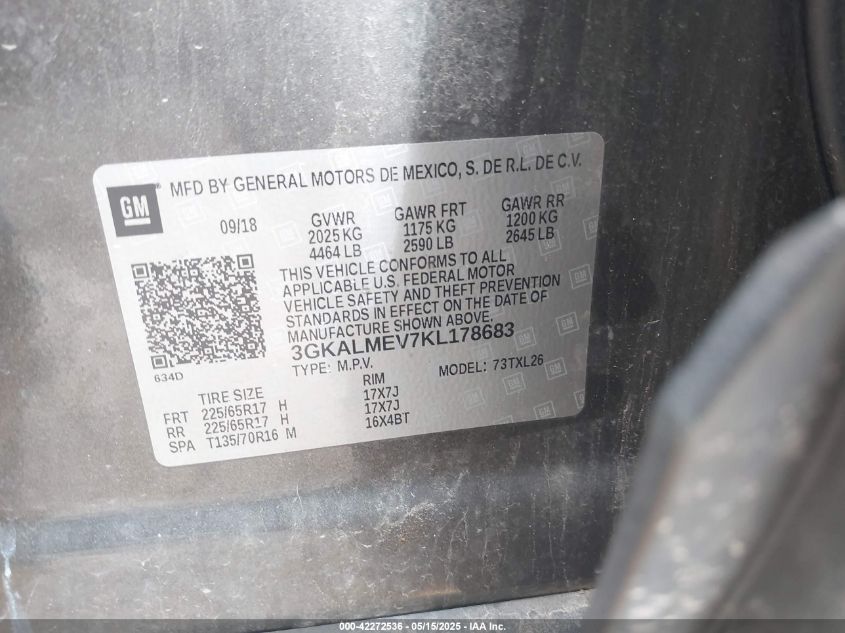 GM
MFD BY GENERAL MOTORS DE MEXICO, S. DE R.L. DE C.V.
09/18 GVWR GAWR FRT GAWR RR
2025 KG 1175 KG 1200 KG
4464 LB 2590 LB 2645 LB
THIS VEHICLE CONFORMS TO ALL
APPLICABLE U.S. FEDERAL MOTOR
VEHICLE SAFETY AND THEFT PREVENTION
STANDARDS IN EFFECT ON THE DATE OF
MANUFACTURE SHOWN ABOVE.
3GKALMEV7KL178683
TYPE: M.P.V. MODEL: 73TXL26
634D
TIRE SIZE RIM
FRT 225/65R17 H 17X7J
RR 225/65R17 H 17X7J
SPA T135/70R16 M 16X4BT
000-42272536 - 05/15/2025 - IAA Inc.